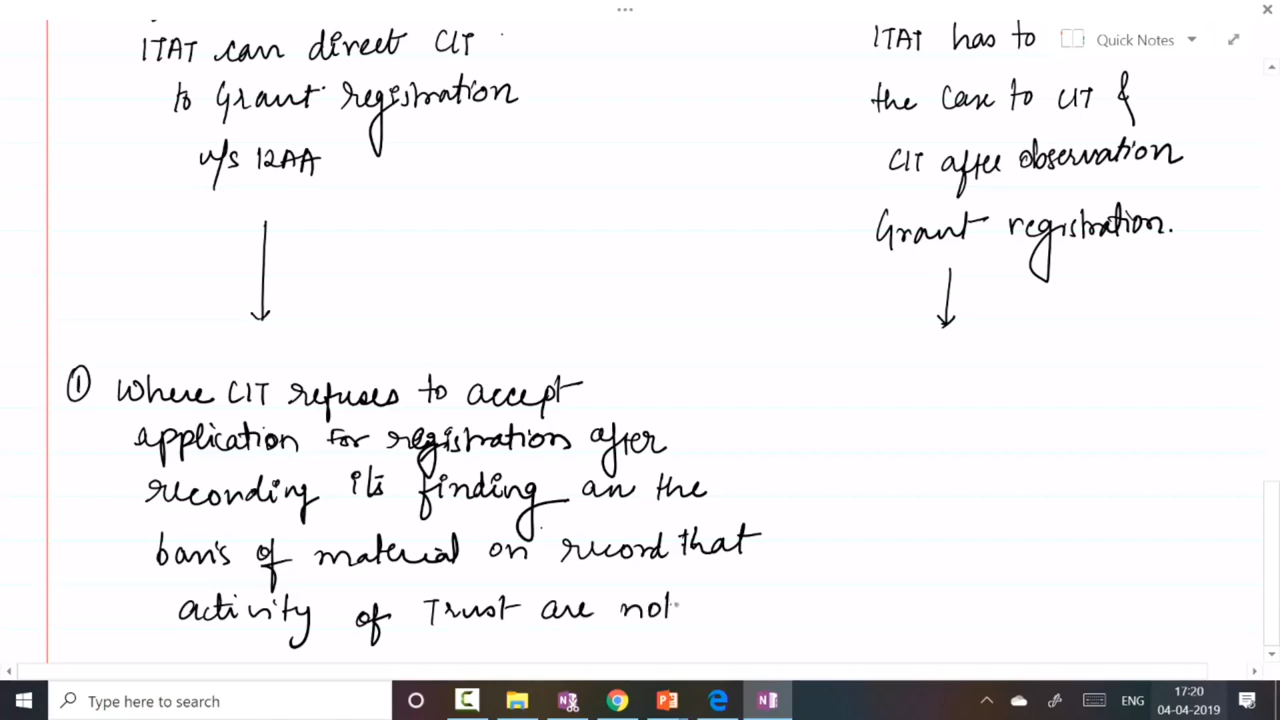 ITAT can direct CIT
to Grant registration
u/s 12AA
ITAT has to
the Case to CIT &
CIT after observation
Grant registration.
Quick Notes
① Where CIT refuses to accept
application for registration after
reconding its finding an the
basis of material on record that
activity of Trust are not
Type here to search
ENG
17:20
04-04-2019